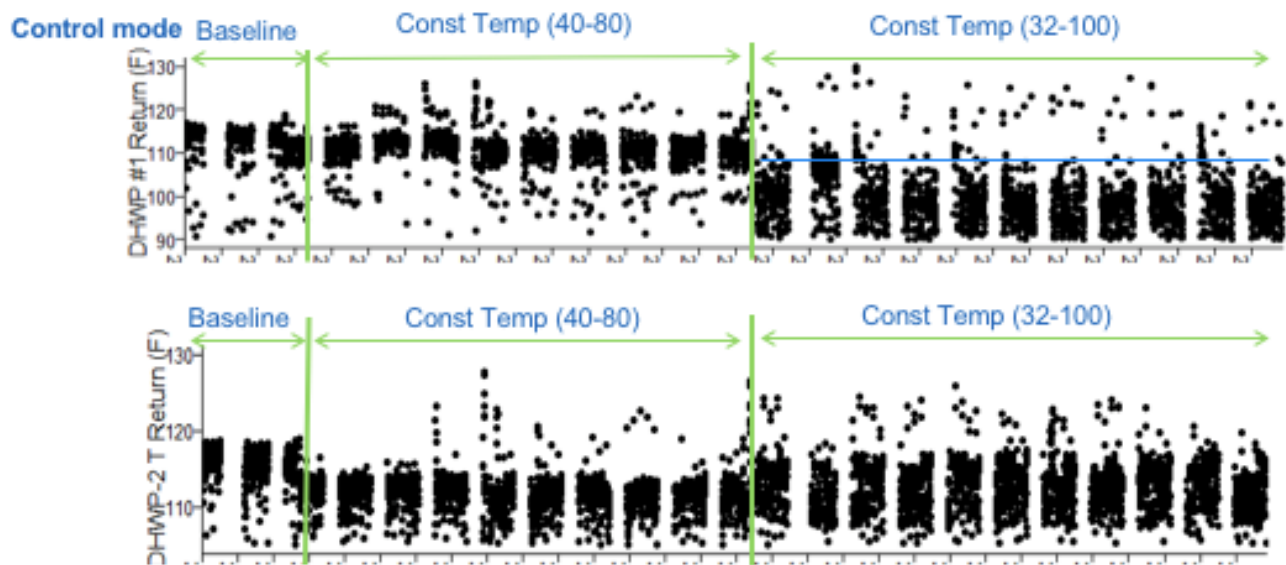 Control mode Baseline Const Temp (40-80) Const Temp (32-100)
DHWP #1 Return (F)
130
120
110
100
90
Baseline Const Temp (40-80) Const Temp (32-100)
DHWP-2 T Return (F)
130
120
110